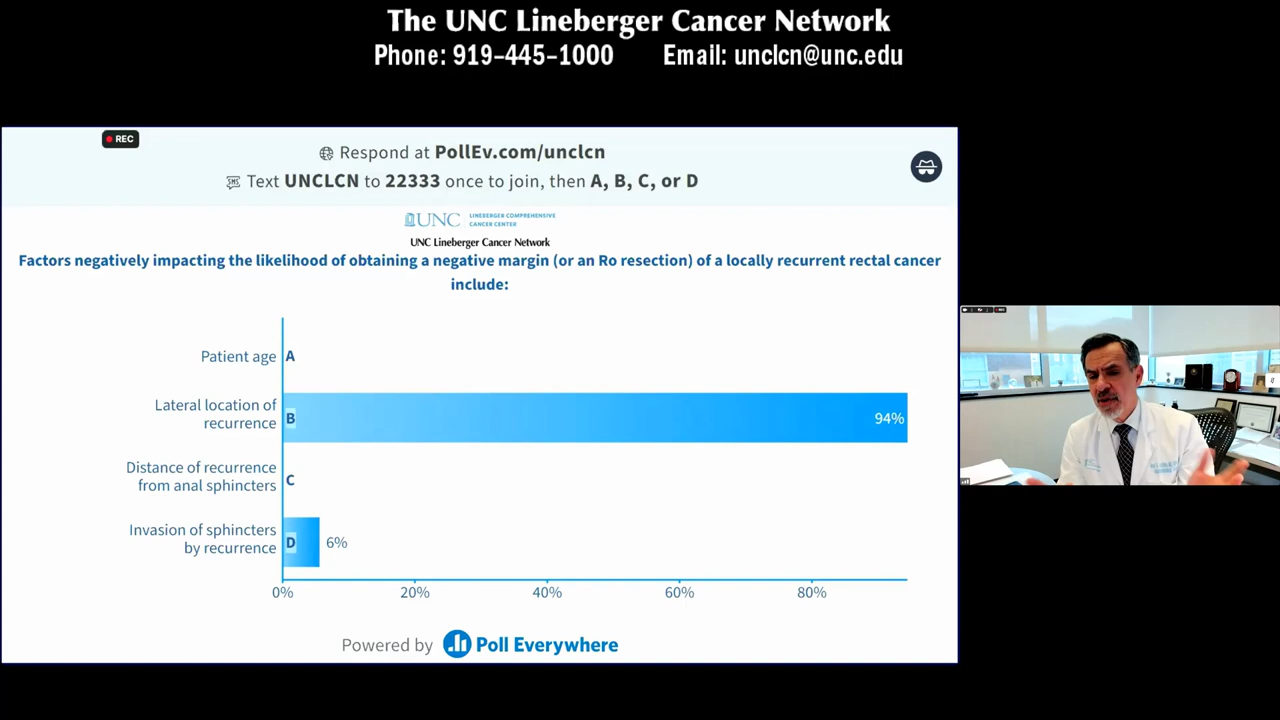 The UNC Lineberger Cancer Network
Phone: 919-445-1000 Email: unclcn@unc.edu
REC
Respond at PollEv.com/unclcn
Text UNCLCN to 22333 once to join, then A, B, C, or D
UNC LINEBERGER COMPREHENSIVE
CANCER CENTER
UNC Lineberger Cancer Network
Factors negatively impacting the likelihood of obtaining a negative margin (or an Ro resection) of a locally recurrent rectal cancer
include:
Patient age A
Lateral location of
recurrence B
94%
Distance of recurrence
from anal sphincters C
Invasion of sphincters
by recurrence D
6%
0% 20% 40% 60% 80%
Powered by Poll Everywhere